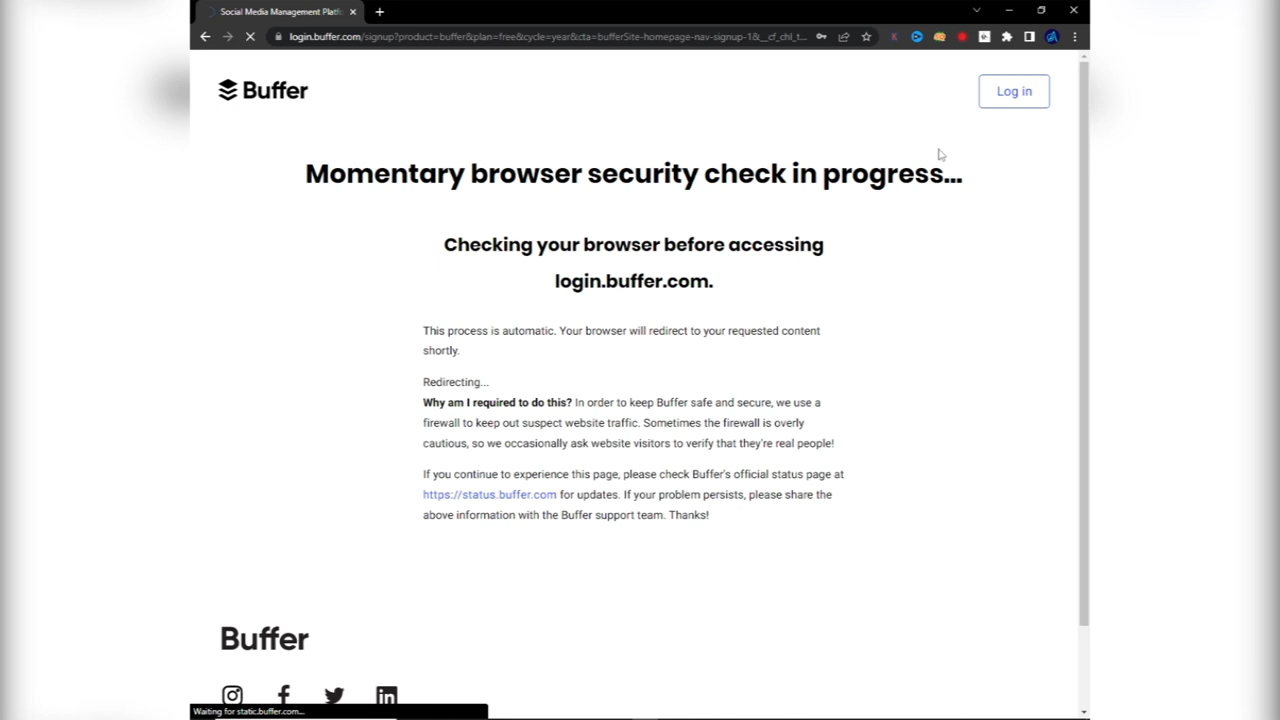 Social Media Management Platf
login.buffer.com/signup?product=buffer&plan=free&cycle=year&cta=bufferSite-homepage-nav-signup-1&__cf_chl_t...
Buffer
Log in
Momentary browser security check in progress...
Checking your browser before accessing
login.buffer.com.
This process is automatic. Your browser will redirect to your requested content
shortly.
Redirecting...
Why am I required to do this? In order to keep Buffer safe and secure, we use a
firewall to keep out suspect website traffic. Sometimes the firewall is overly
cautious, so we occasionally ask website visitors to verify that they're real people!
If you continue to experience this page, please check Buffer's official status page at
https://status.buffer.com for updates. If your problem persists, please share the
above information with the Buffer support team. Thanks!
Buffer
Waiting for static.buffer.com...